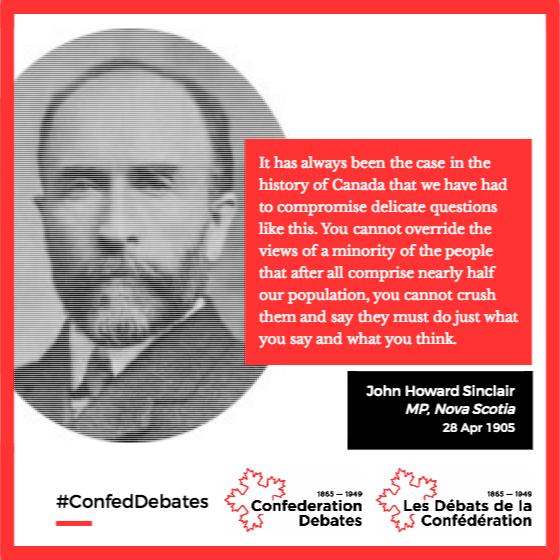 It has always been the case in the
history of Canada that we have had
to compromise delicate questions
like this. You cannot override the
views of a minority of the people
that after all comprise nearly half
our population, you cannot crush
them and say they must do just what
you say and what you think.
John Howard Sinclair
MP, Nova Scotia
28 Apr 1905
#ConfedDebates
1865 — 1949
Confederation
Debates
1865 — 1949
Les Débats de la
Confédération